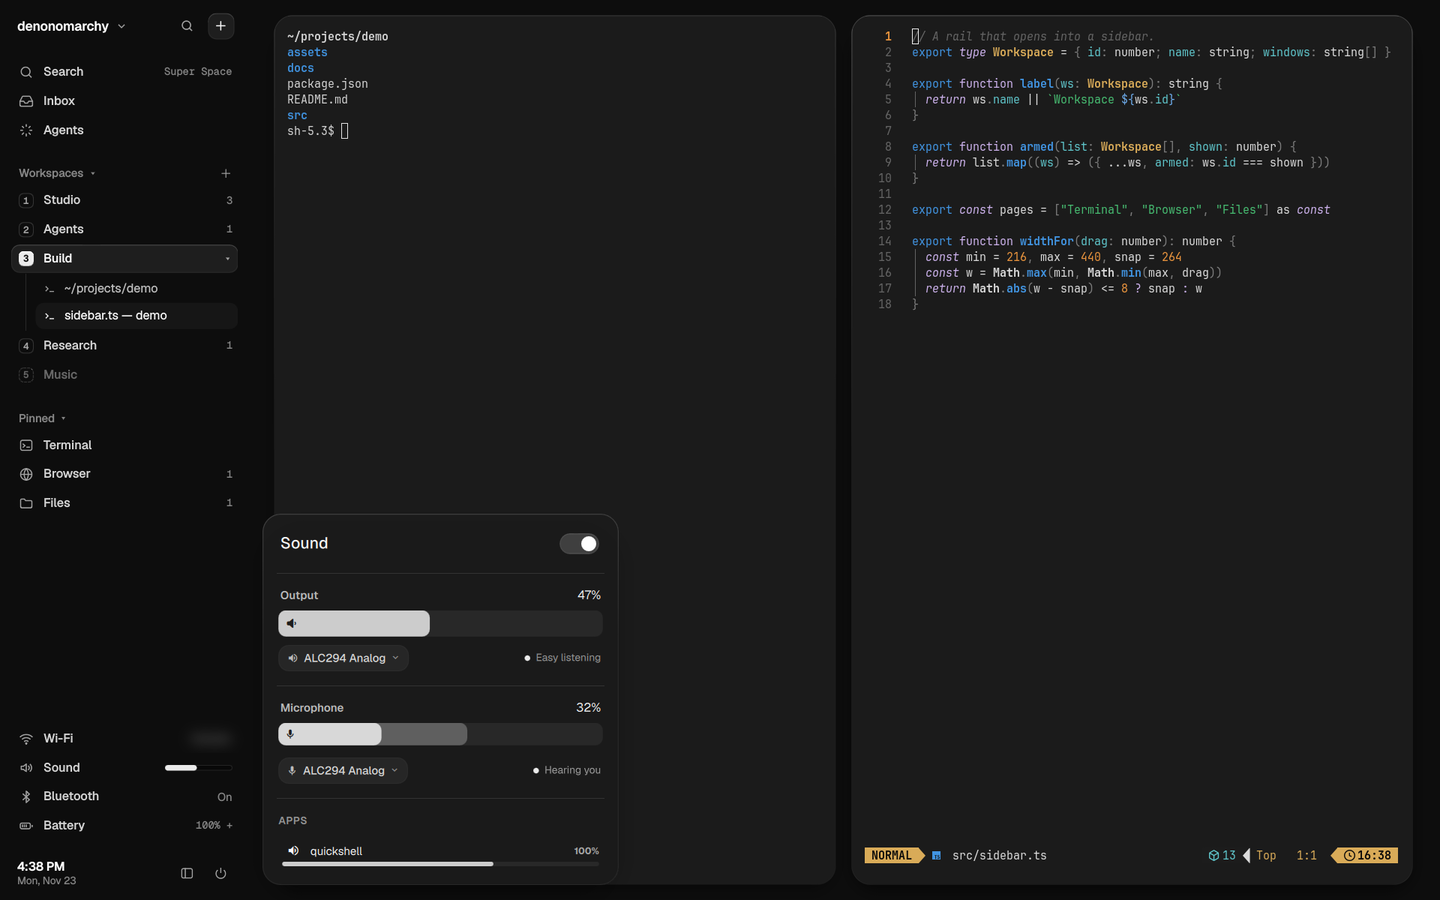 denonomarchy
Search Super Space
Inbox
Agents
Workspaces
1 Studio 3
2 Agents 1
3 Build
~/projects/demo
sidebar.ts — demo
4 Research 1
5 Music
Pinned
Terminal
Browser 1
Files 1
Wi-Fi
Sound
Bluetooth On
Battery 100% +
4:38 PM
Mon, Nov 23
~/projects/demo
assets
docs
package.json
README.md
src
sh-5.3$
Sound
Output 47%
ALC294 Analog Easy listening
Microphone 32%
ALC294 Analog Hearing you
APPS
quickshell 100%
1 // A rail that opens into a sidebar.
2 export type Workspace = { id: number; name: string; windows: string[] }
3
4 export function label(ws: Workspace): string {
5 return ws.name || `Workspace ${ws.id}`
6 }
7
8 export function armed(list: Workspace[], shown: number) {
9 return list.map((ws) => ({ ...ws, armed: ws.id === shown }))
10 }
11
12 export const pages = ["Terminal", "Browser", "Files"] as const
13
14 export function widthFor(drag: number): number {
15 const min = 216, max = 440, snap = 264
16 const w = Math.max(min, Math.min(max, drag))
17 return Math.abs(w - snap) <= 8 ? snap : w
18 }
NORMAL src/sidebar.ts 13 Top 1:1 16:38